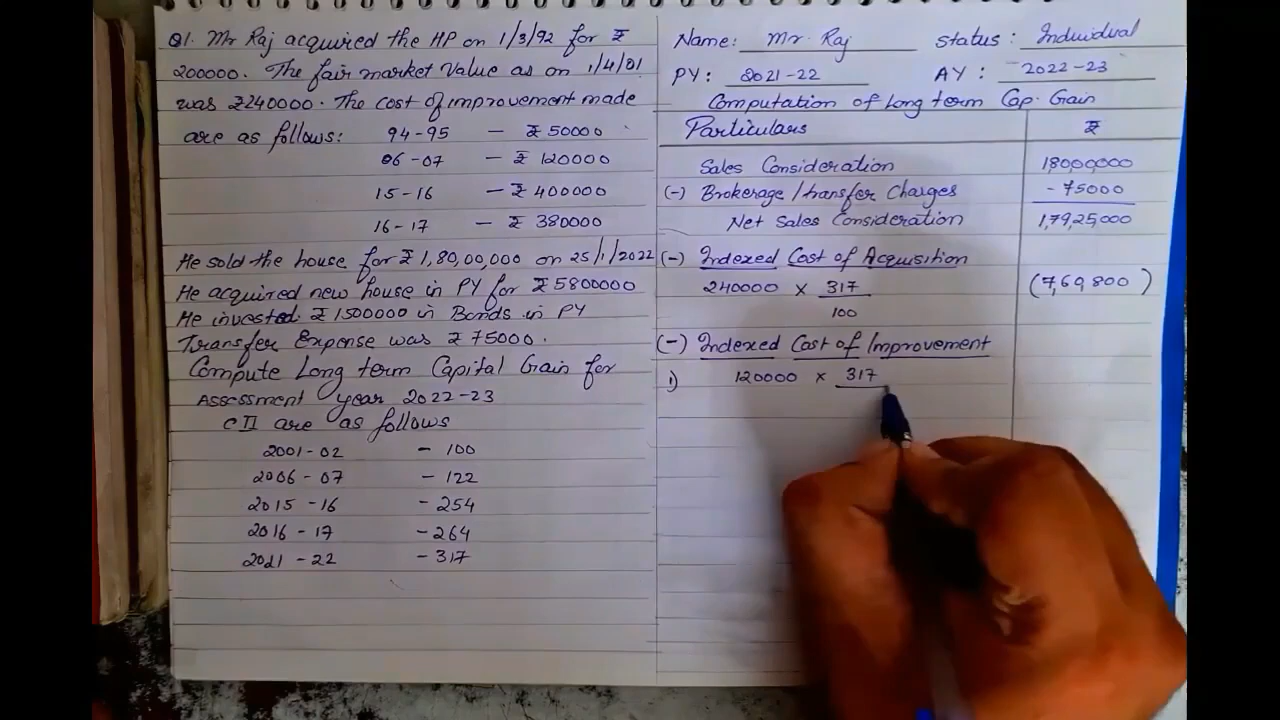 Q1. Mr Raj acquired the HP on 1/3/92 for ₹
200000. The fair market Value as on 1/4/01
was ₹240000. The cost of improvement made
are as follows: 94-95 - ₹ 50000
06-07 - ₹ 120000
15-16 - ₹ 400000
16-17 - ₹ 380000
He sold the house for ₹ 1,80,00,000 on 25/1/2022
He acquired new house in PY for ₹ 5800000
He invested ₹ 1500000 in Bonds in PY
Transfer Expense was ₹ 75000.
Compute Long term Capital Gain for
Assessment year 2022-23
CII are as follows
2001-02 - 100
2006-07 - 122
2015-16 - 254
2016-17 - 264
2021-22 - 317
Name: Mr. Raj Status: Individual
PY: 2021-22 AY: 2022-23
Computation of Long term Cap. Gain
Particulars ₹
Sales Consideration 18000000
(-) Brokerage/transfer Charges - 75000
Net Sales Consideration 1,7925,000
(-) Indexed Cost of Acquisition
240000 × 317 (7,60,800)
100
(-) Indexed Cost of Improvement
i) 120000 × 317